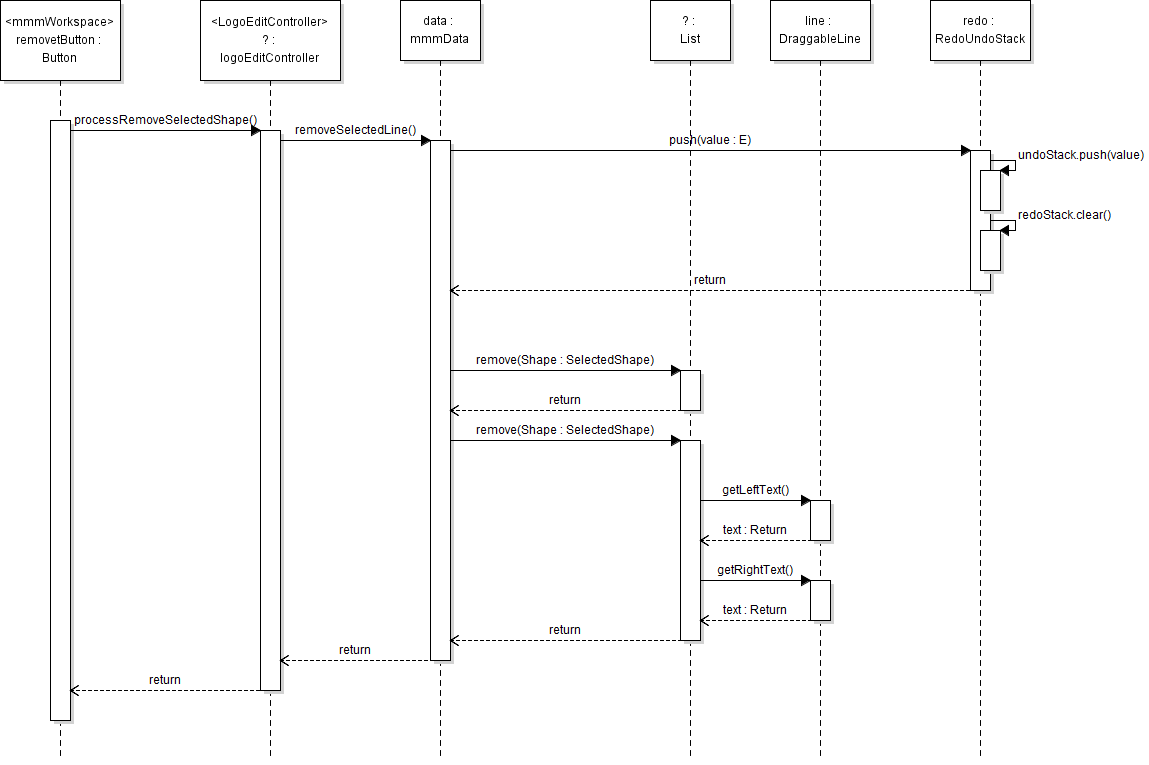 <mmmWorkspace>
removetButton :
Button
<LogoEditController>
? :
logoEditController
data :
mmmData
? :
List
line :
DraggableLine
redo :
RedoUndoStack
processRemoveSelectedShape()
removeSelectedLine()
push(value : E)
undoStack.push(value)
redoStack.clear()
return
remove(Shape : SelectedShape)
return
remove(Shape : SelectedShape)
getLeftText()
text : Return
getRightText()
text : Return
return
return
return